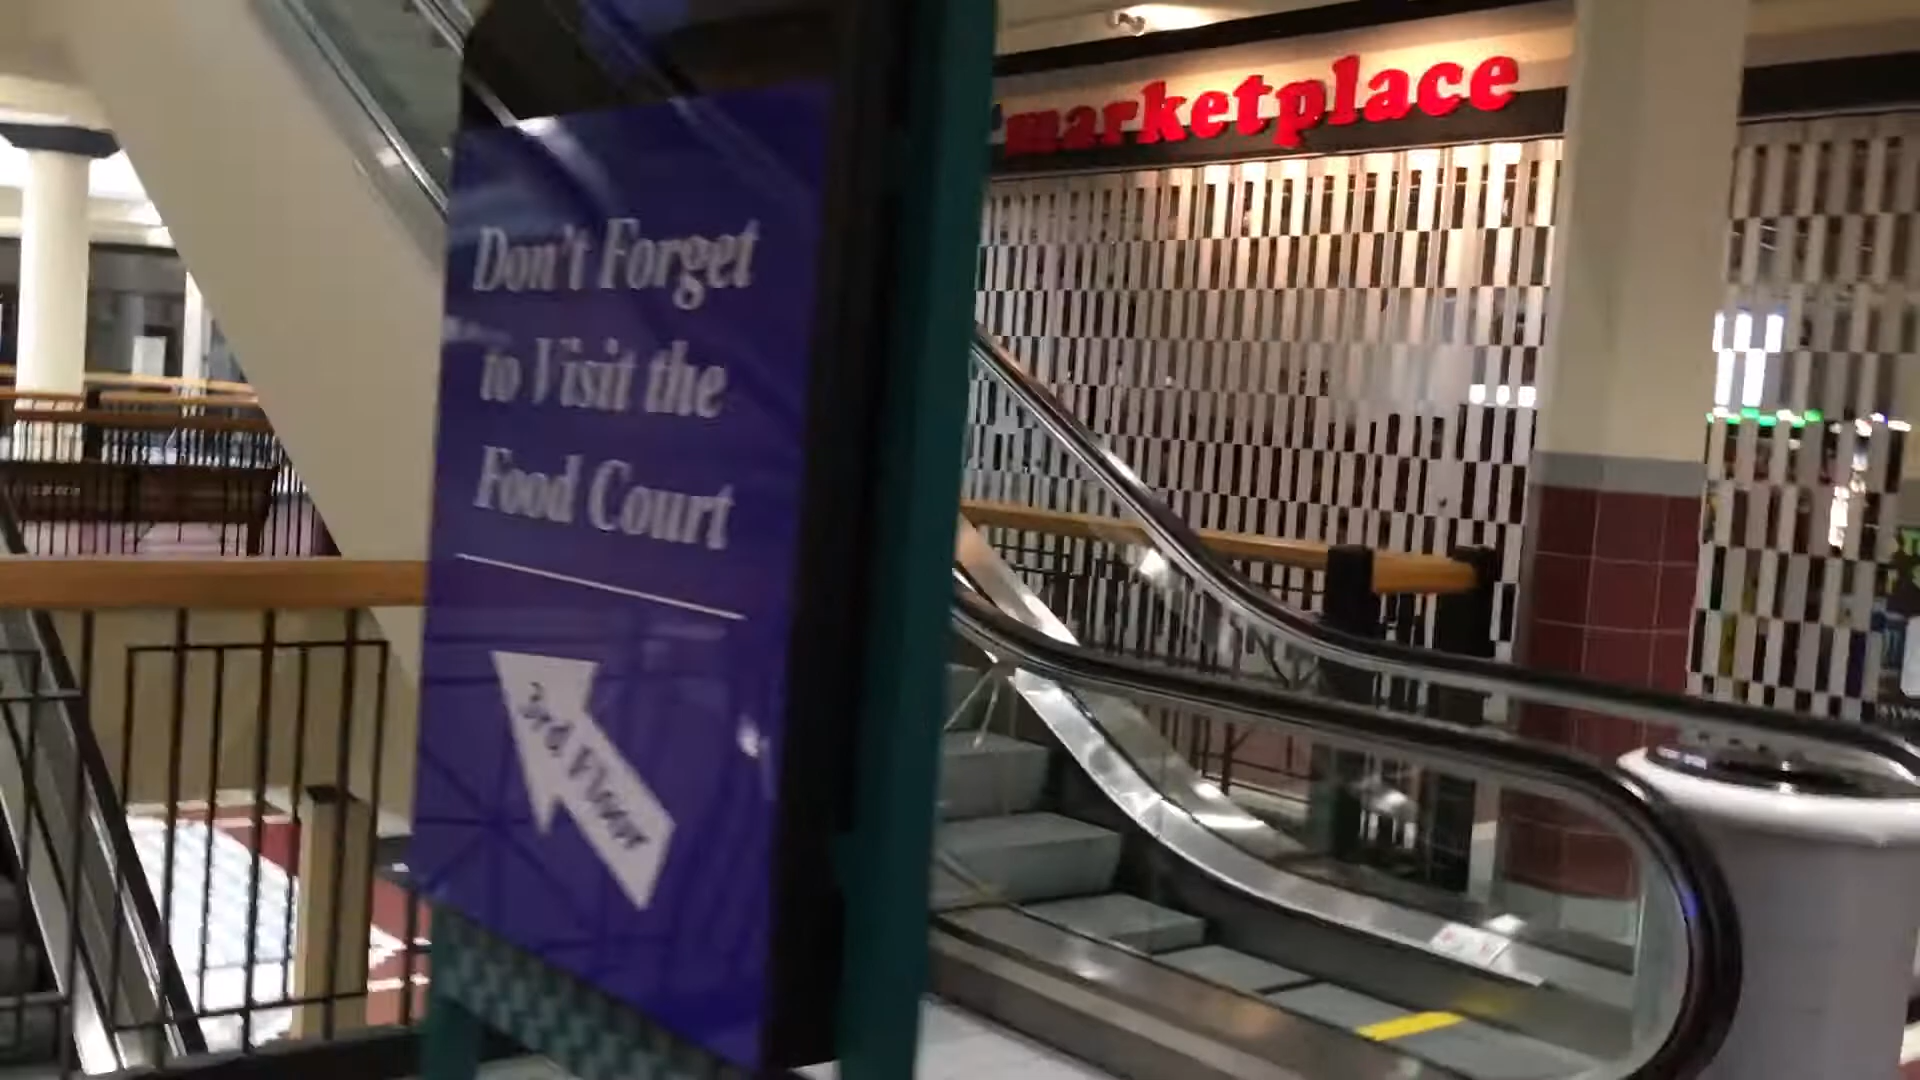 marketplace
Don't Forget
to Visit the
Food Court
3rd Floor